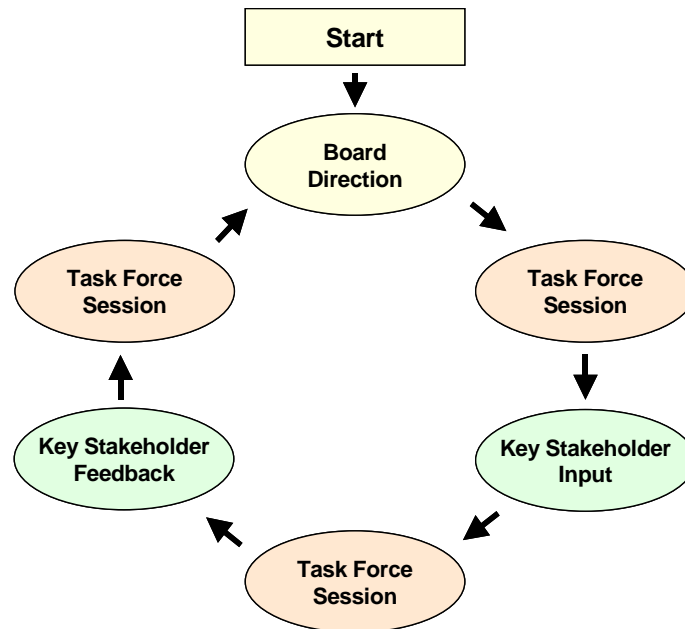 Start
Board
Direction
Task Force
Session
Key Stakeholder
Input
Task Force
Session
Key Stakeholder
Feedback
Task Force
Session